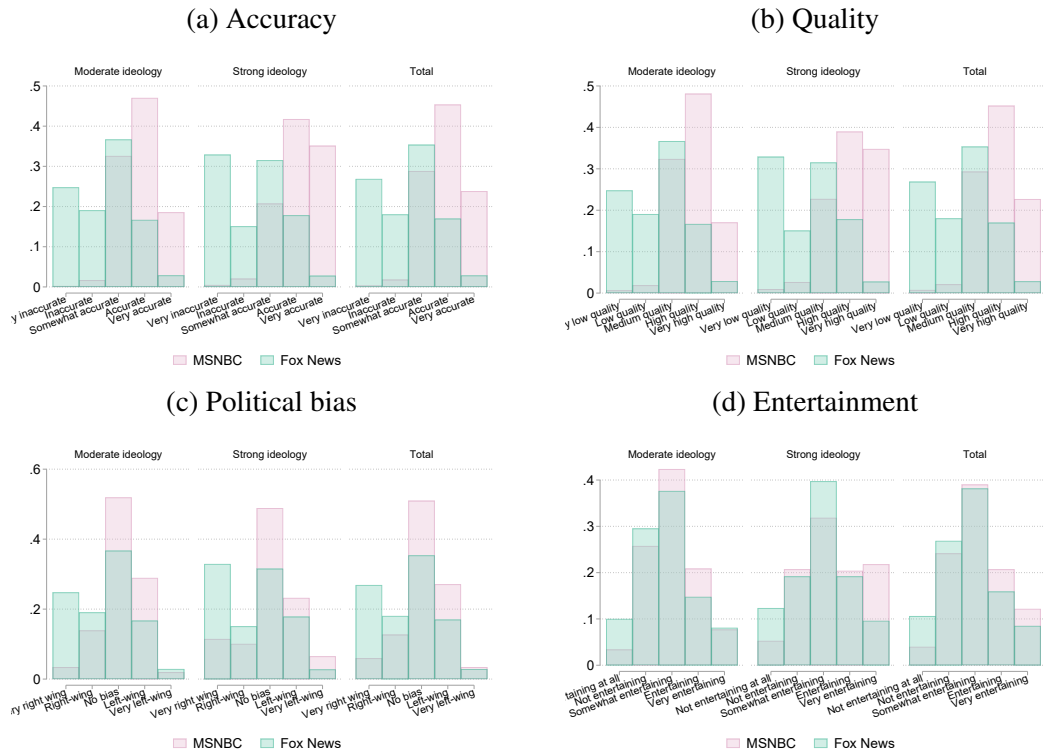 (a) Accuracy
Moderate ideology Strong ideology Total
.5
.4
.3
.2
.1
0
y inaccurate
Inaccurate
Somewhat accurate
Accurate
Very accurate
Very inaccurate
Inaccurate
Somewhat accurate
Accurate
Very accurate
Very inaccurate
Inaccurate
Somewhat accurate
Accurate
Very accurate
MSNBC Fox News
(b) Quality
Moderate ideology Strong ideology Total
.5
.4
.3
.2
.1
0
y low quality
Low quality
Medium quality
High quality
Very high quality
Very low quality
Low quality
Medium quality
High quality
Very high quality
Very low quality
Low quality
Medium quality
High quality
Very high quality
MSNBC Fox News
(c) Political bias
Moderate ideology Strong ideology Total
.6
.4
.2
0
ry right wing
Right-wing
No bias
Left-wing
Very left-wing
Very right wing
Right-wing
No bias
Left-wing
Very left-wing
Very right wing
Right-wing
No bias
Left-wing
Very left-wing
MSNBC Fox News
(d) Entertainment
Moderate ideology Strong ideology Total
.4
.3
.2
.1
0
taining at all
Not entertaining
Somewhat entertaining
Entertaining
Very entertaining
Not entertaining at all
Not entertaining
Somewhat entertaining
Entertaining
Very entertaining
Not entertaining at all
Not entertaining
Somewhat entertaining
Entertaining
Very entertaining
MSNBC Fox News